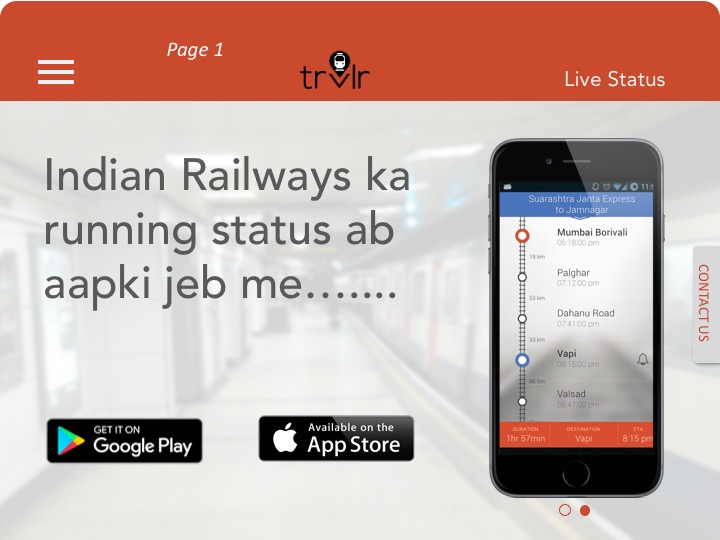 Page 1
trvlr
Live Status
Indian Railways ka
running status ab
aapki jeb me…....
GET IT ON
Google Play
Available on the
App Store
Suarashtra Janta Express
to Jamnagar
Mumbai Borivali
06:18:00 pm
19 km
Palghar
07:12:00 pm
53 km
Dahanu Road
07:41:00 pm
33 km
Vapi
08:15:00 pm
46 km
Valsad
08:41:00 pm
DURATION
DESTINATION
ETA
1hr 57min
Vapi
8:15 pm
CONTACT US